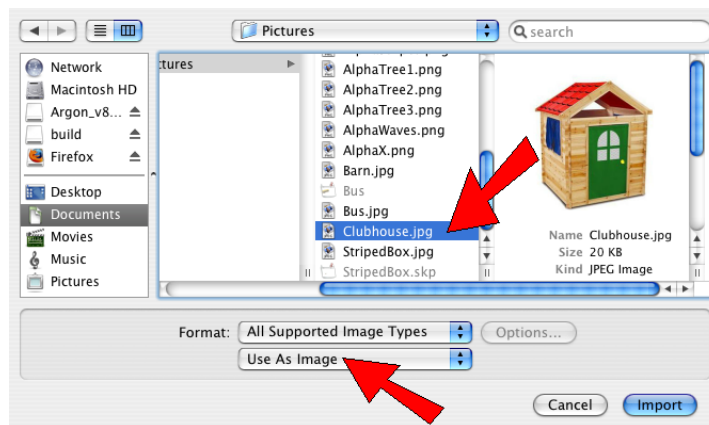 Pictures
search
Network
Macintosh HD
Argon_v8...
build
Firefox
Desktop
Documents
Movies
Music
Pictures
tures
AlphaTree1.png
AlphaTree2.png
AlphaTree3.png
AlphaWaves.png
AlphaX.png
Barn.jpg
Bus
Bus.jpg
Clubhouse.jpg
StripedBox.jpg
StripedBox.skp
Name Clubhouse.jpg
Size 20 KB
Kind JPEG Image
Format: All Supported Image Types
Options...
Use As Image
Cancel
Import